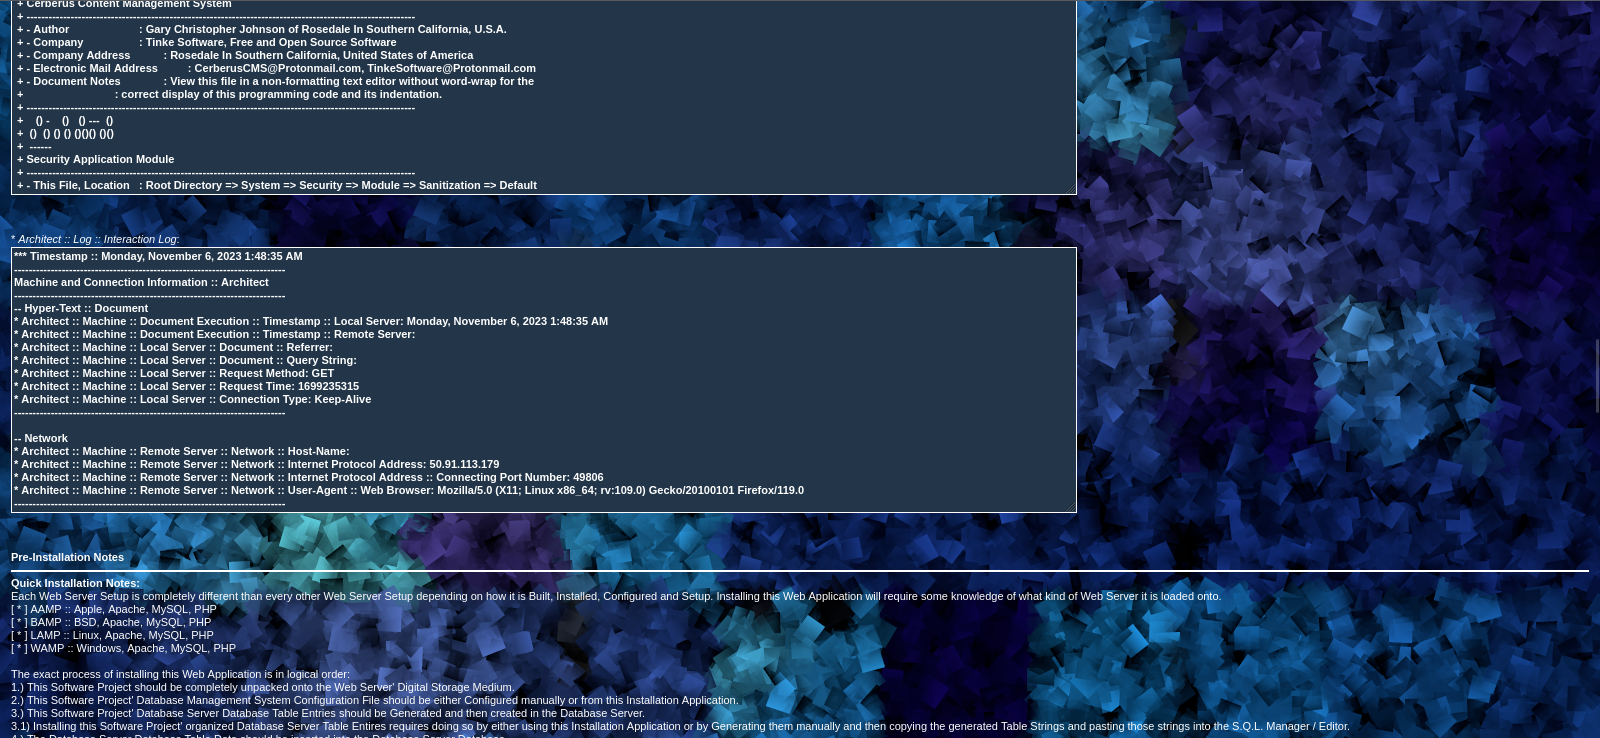 + Cerberus Content Management System
+ -----------------------------------------------------------------------------------------------------------
+ - Author : Gary Christopher Johnson of Rosedale In Southern California, U.S.A.
+ - Company : Tinke Software, Free and Open Source Software
+ - Company Address : Rosedale In Southern California, United States of America
+ - Electronic Mail Address : CerberusCMS@Protonmail.com, TinkeSoftware@Protonmail.com
+ - Document Notes : View this file in a non-formatting text editor without word-wrap for the
+ : correct display of this programming code and its indentation.
+ -----------------------------------------------------------------------------------------------------------
+ () - () () --- ()
+ () () () () ()()() ()()
+ ------
+ Security Application Module
+ -----------------------------------------------------------------------------------------------------------
+ - This File, Location : Root Directory => System => Security => Module => Sanitization => Default
* Architect :: Log :: Interaction Log:
*** Timestamp :: Monday, November 6, 2023 1:48:35 AM
--------------------------------------------------------------------------
Machine and Connection Information :: Architect
--------------------------------------------------------------------------
-- Hyper-Text :: Document
* Architect :: Machine :: Document Execution :: Timestamp :: Local Server: Monday, November 6, 2023 1:48:35 AM
* Architect :: Machine :: Document Execution :: Timestamp :: Remote Server:
* Architect :: Machine :: Local Server :: Document :: Referrer:
* Architect :: Machine :: Local Server :: Document :: Query String:
* Architect :: Machine :: Local Server :: Request Method: GET
* Architect :: Machine :: Local Server :: Request Time: 1699235315
* Architect :: Machine :: Local Server :: Connection Type: Keep-Alive
--------------------------------------------------------------------------
-- Network
* Architect :: Machine :: Remote Server :: Network :: Host-Name:
* Architect :: Machine :: Remote Server :: Network :: Internet Protocol Address: 50.91.113.179
* Architect :: Machine :: Remote Server :: Network :: Internet Protocol Address :: Connecting Port Number: 49806
* Architect :: Machine :: Remote Server :: Network :: User-Agent :: Web Browser: Mozilla/5.0 (X11; Linux x86_64; rv:109.0) Gecko/20100101 Firefox/119.0
--------------------------------------------------------------------------
Pre-Installation Notes
Quick Installation Notes:
Each Web Server Setup is completely different than every other Web Server Setup depending on how it is Built, Installed, Configured and Setup. Installing this Web Application will require some knowledge of what kind of Web Server it is loaded onto.
[ * ] AAMP :: Apple, Apache, MySQL, PHP
[ * ] BAMP :: BSD, Apache, MySQL, PHP
[ * ] LAMP :: Linux, Apache, MySQL, PHP
[ * ] WAMP :: Windows, Apache, MySQL, PHP
The exact process of installing this Web Application is in logical order:
1.) This Software Project should be completely unpacked onto the Web Server' Digital Storage Medium.
2.) This Software Project' Database Management System Configuration File should be either Configured manually or from this Installation Application.
3.) This Software Project' Database Server Database Table Entries should be Generated and then created in the Database Server.
3.1) Installing this Software Project' organized Database Server Table Entires requires doing so by either using this Installation Application or by Generating them manually and then copying the generated Table Strings and pasting those strings into the S.Q.L. Manager / Editor.
4.) The Database Server Database Table Data should be inserted into the Database Server Database.